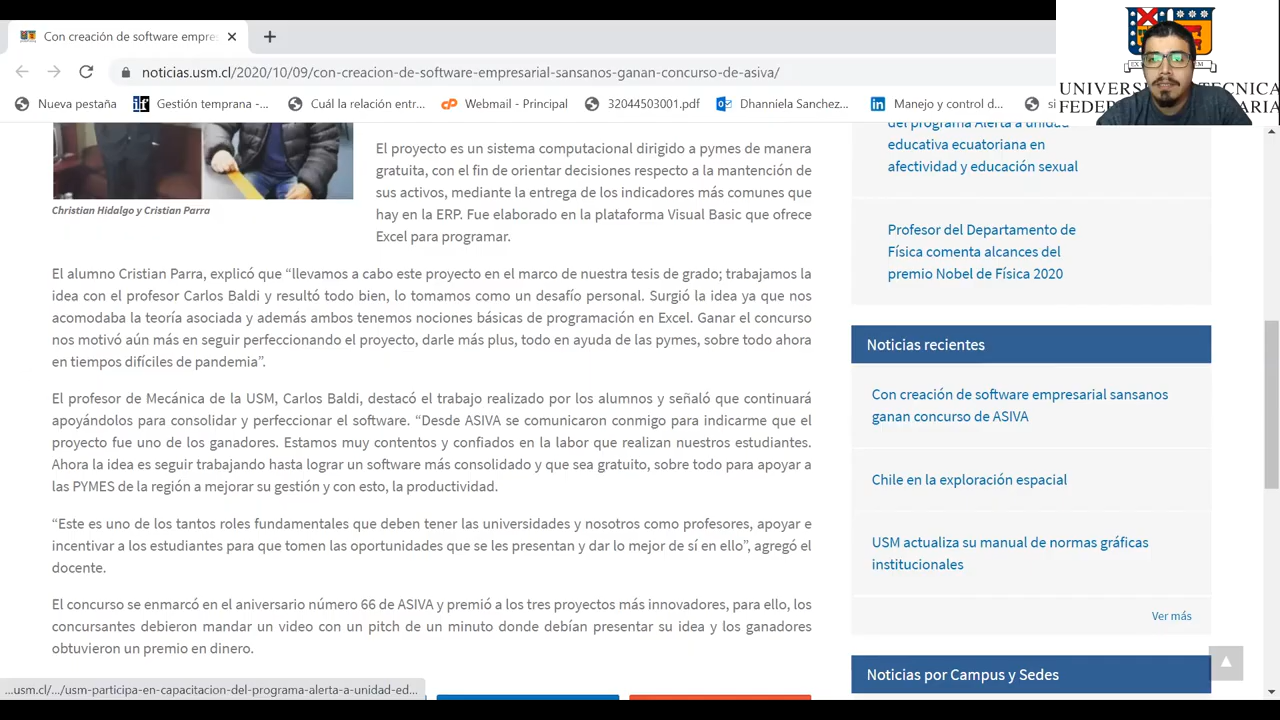 Con creación de software empres
noticias.usm.cl/2020/10/09/con-creacion-de-software-empresarial-sansanos-ganan-concurso-de-asiva/
Nueva pestaña
Gestión temprana -...
Cuál la relación entr...
Webmail - Principal
32044503001.pdf
Dhanniela Sanchez...
Manejo y control d...
UNIVERSI
TECNICA
FEDER
ARIA
Christian Hidalgo y Cristian Parra
El proyecto es un sistema computacional dirigido a pymes de manera
gratuita, con el fin de orientar decisiones respecto a la mantención de
sus activos, mediante la entrega de los indicadores más comunes que
hay en la ERP. Fue elaborado en la plataforma Visual Basic que ofrece
Excel para programar.
El alumno Cristian Parra, explicó que “llevamos a cabo este proyecto en el marco de nuestra tesis de grado; trabajamos la
idea con el profesor Carlos Baldi y resultó todo bien, lo tomamos como un desafío personal. Surgió la idea ya que nos
acomodaba la teoría asociada y además ambos tenemos nociones básicas de programación en Excel. Ganar el concurso
nos motivó aún más en seguir perfeccionando el proyecto, darle más plus, todo en ayuda de las pymes, sobre todo ahora
en tiempos difíciles de pandemia”.
El profesor de Mecánica de la USM, Carlos Baldi, destacó el trabajo realizado por los alumnos y señaló que continuará
apoyándolos para consolidar y perfeccionar el software. “Desde ASIVA se comunicaron conmigo para indicarme que el
proyecto fue uno de los ganadores. Estamos muy contentos y confiados en la labor que realizan nuestros estudiantes.
Ahora la idea es seguir trabajando hasta lograr un software más consolidado y que sea gratuito, sobre todo para apoyar a
las PYMES de la región a mejorar su gestión y con esto, la productividad.
“Este es uno de los tantos roles fundamentales que deben tener las universidades y nosotros como profesores, apoyar e
incentivar a los estudiantes para que tomen las oportunidades que se les presentan y dar lo mejor de sí en ello”, agregó el
docente.
El concurso se enmarcó en el aniversario número 66 de ASIVA y premió a los tres proyectos más innovadores, para ello, los
concursantes debieron mandar un video con un pitch de un minuto donde debían presentar su idea y los ganadores
obtuvieron un premio en dinero.
del programa Alerta a unidad
educativa ecuatoriana en
afectividad y educación sexual
Profesor del Departamento de
Física comenta alcances del
premio Nobel de Física 2020
Noticias recientes
Con creación de software empresarial sansanos
ganan concurso de ASIVA
Chile en la exploración espacial
USM actualiza su manual de normas gráficas
institucionales
Ver más
Noticias por Campus y Sedes
...usm.cl/.../usm-participa-en-capacitacion-del-programa-alerta-a-unidad-ed...